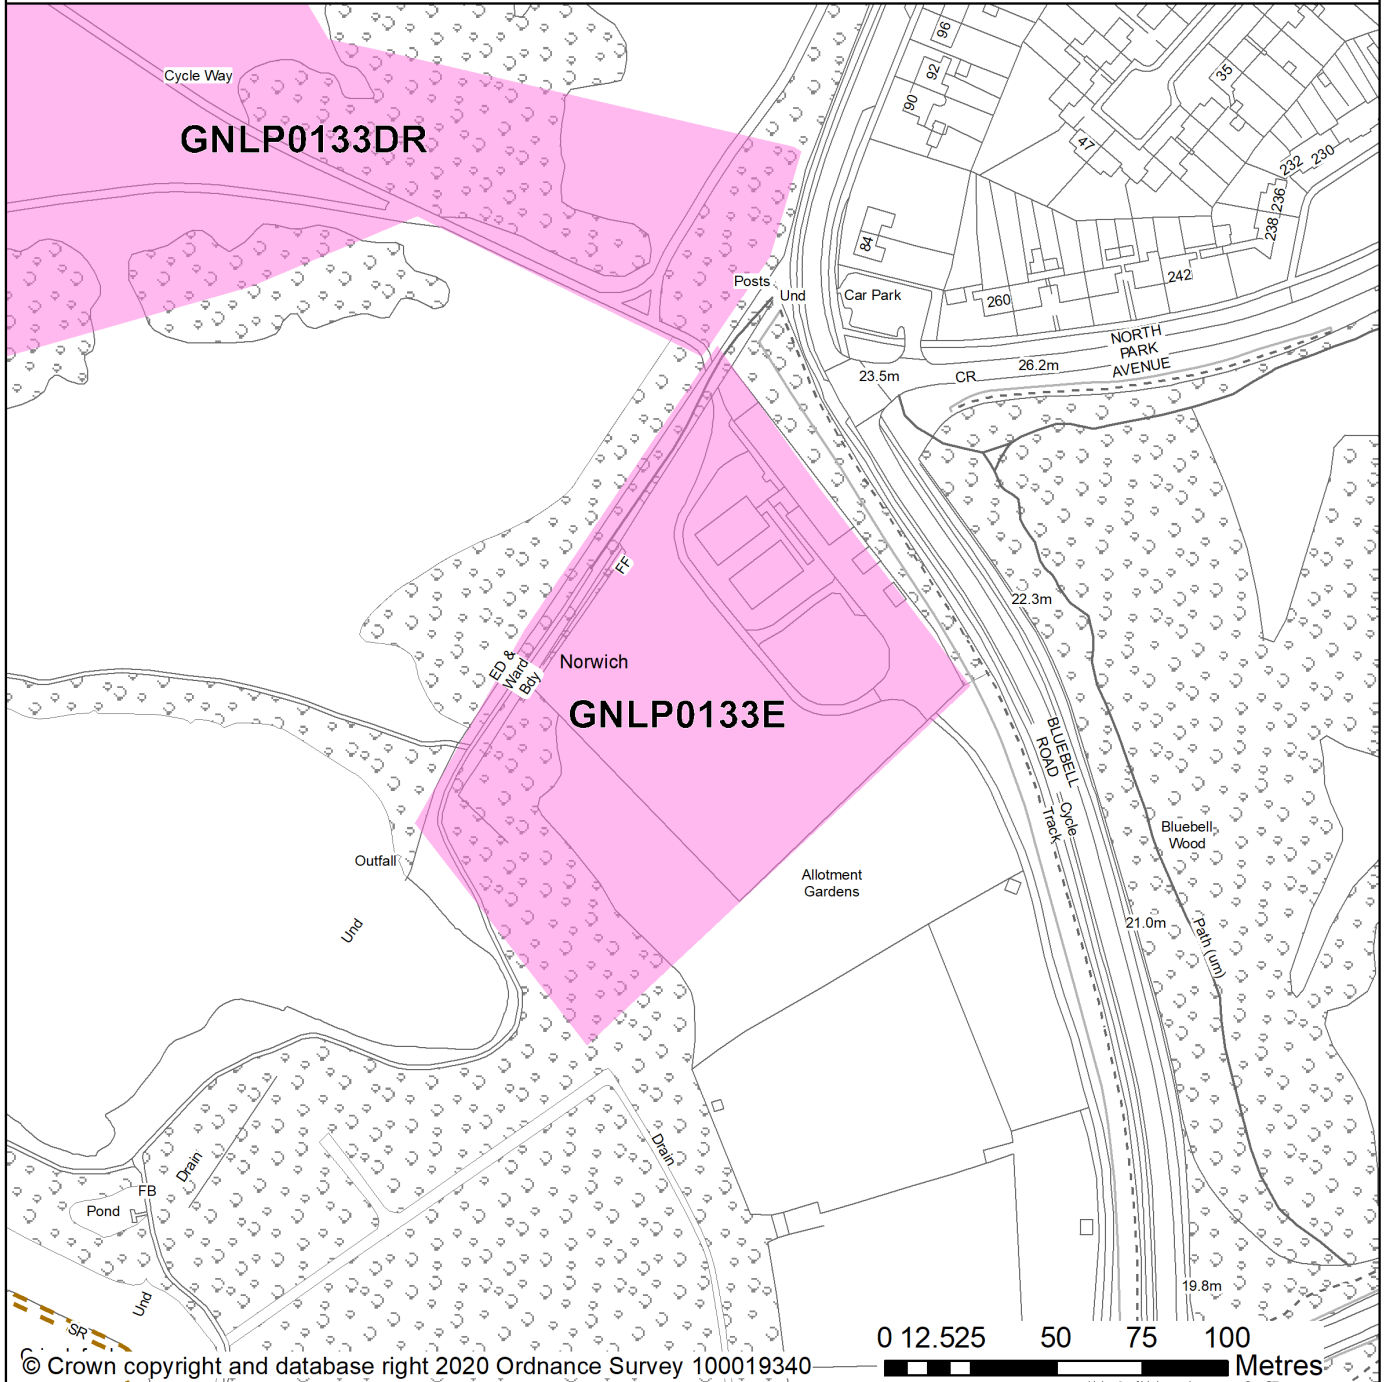 Cycle Way
GNLP0133DR
96
92
90
35
47
232
230
236
238
84
242
Posts
Und
Car Park
260
NORTH
PARK
AVENUE
26.2m
23.5m
CR
FF
22.3m
ED &
Ward
Bdy
Norwich
GNLP0133E
BLUEBELL
ROAD
Cycle
Track
Bluebell
Wood
Outfall
Allotment
Gardens
Und
21.0m
Path (um)
Drain
Drain
FB
Pond
Und
19.8m
SR
0 12.525 50 75 100
Metres
© Crown copyright and database right 2020 Ordnance Survey 100019340